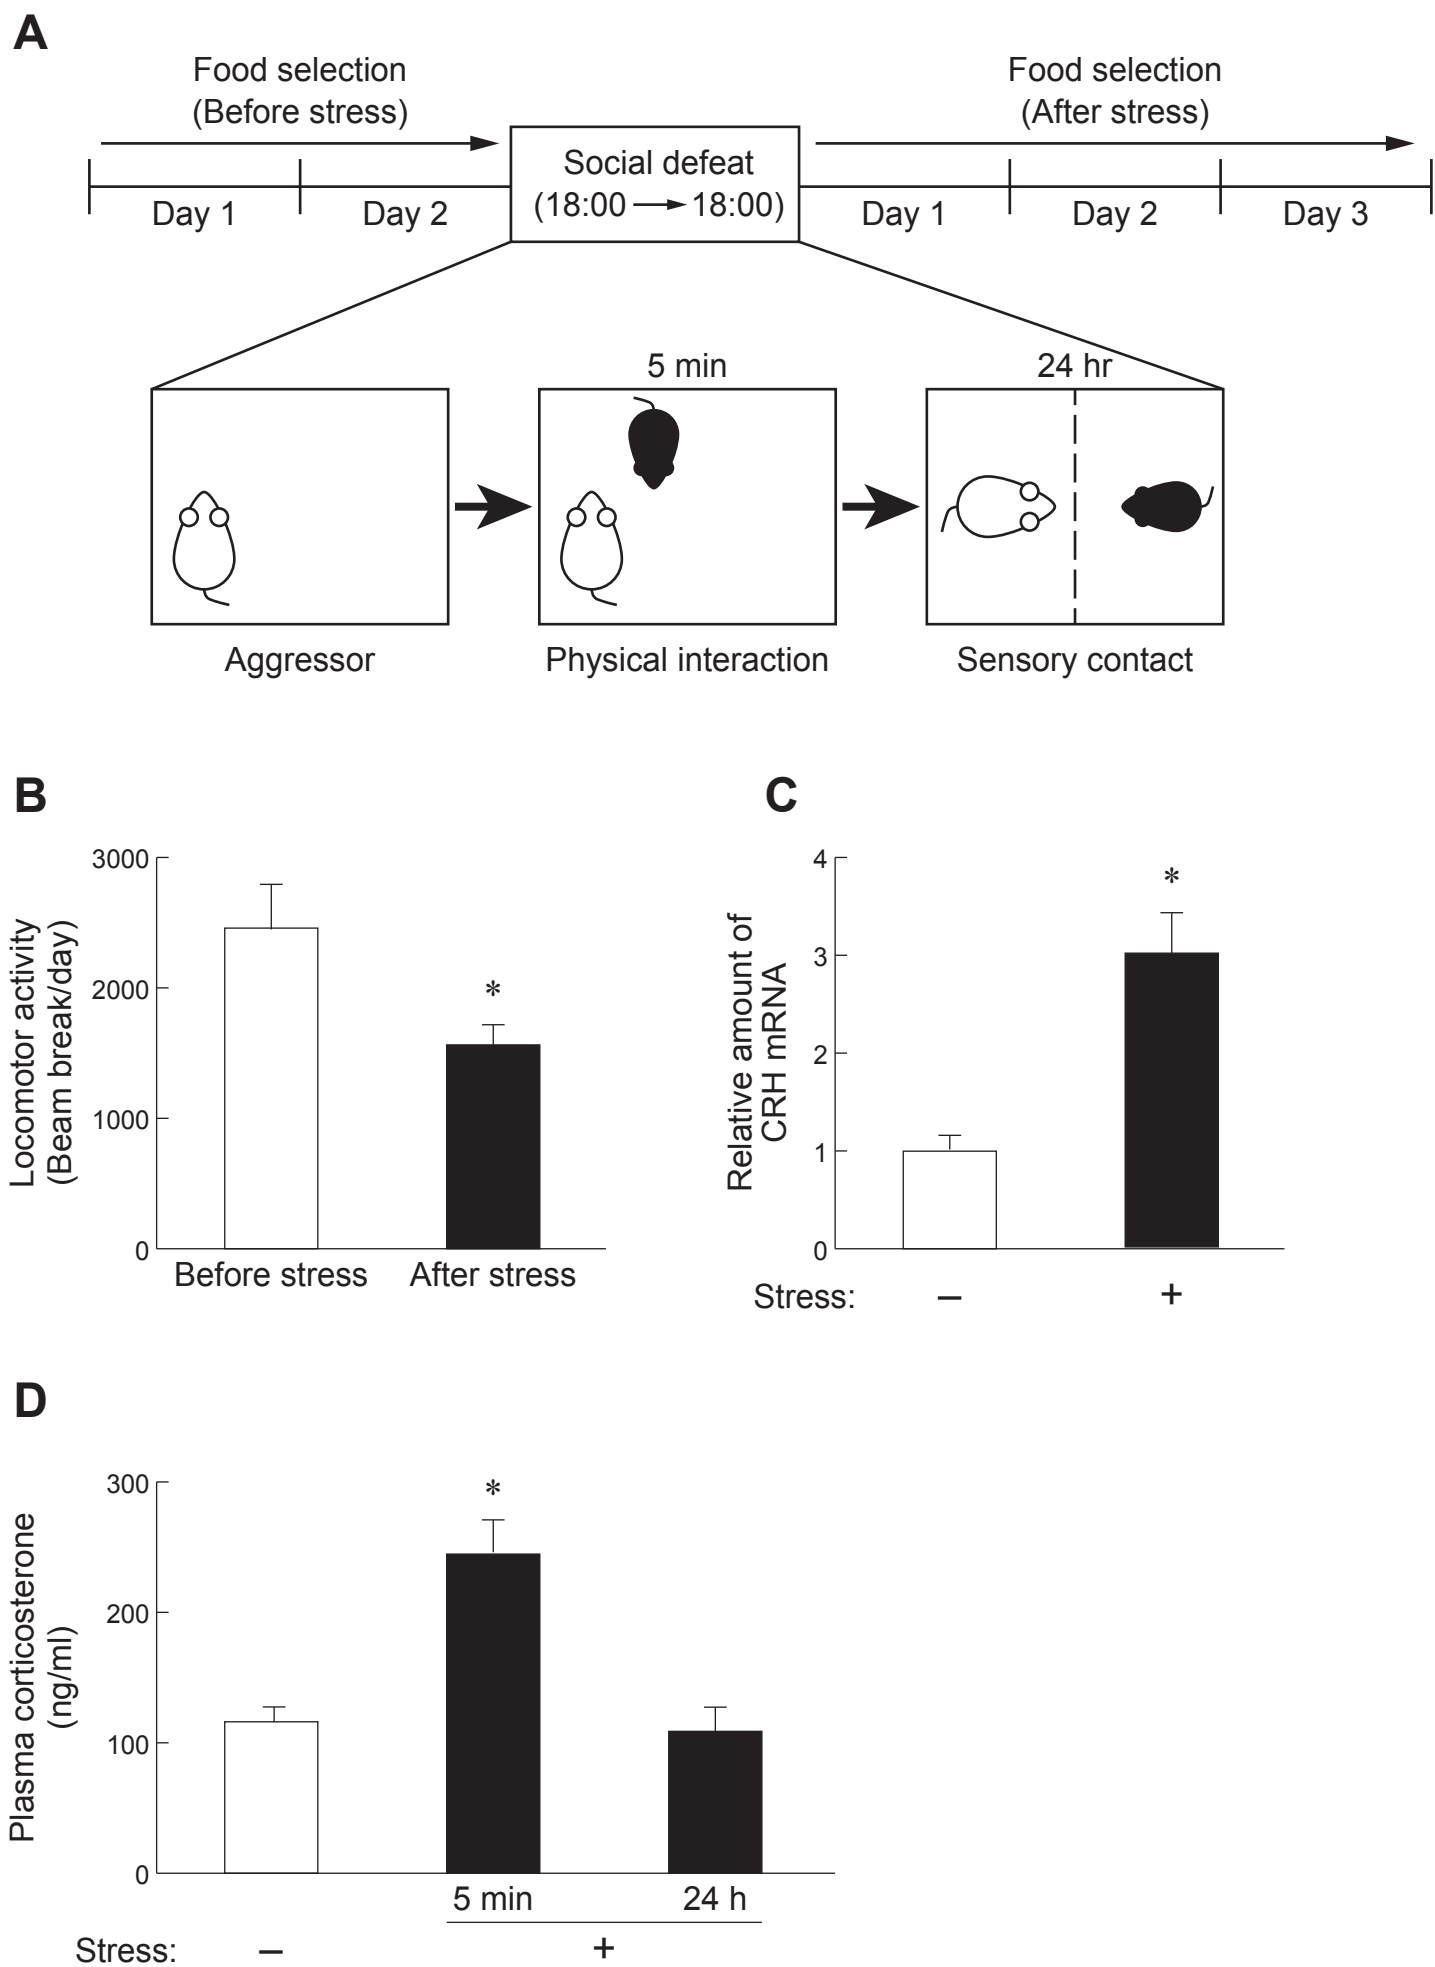 A
Food selection
(Before stress)
Food selection
(After stress)
Social defeat
(18:00 → 18:00)
Day 1
Day 2
Day 1
Day 2
Day 3
5 min
24 hr
Aggressor
Physical interaction
Sensory contact
B
Locomotor activity
(Beam break/day)
3000
2000
1000
0
*
Before stress
After stress
C
Relative amount of
CRH mRNA
4
3
2
1
0
*
Stress: – +
D
Plasma corticosterone
(ng/ml)
300
200
100
0
*
5 min
24 h
Stress: – +